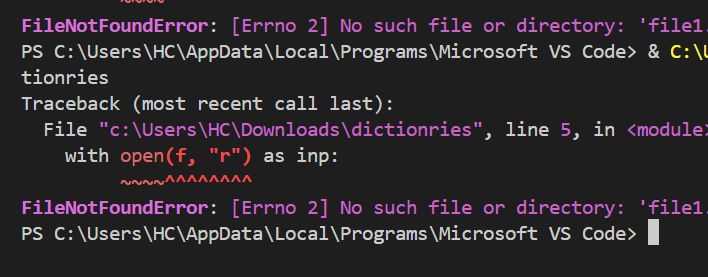 FileNotFoundError: [Errno 2] No such file or directory: 'file1.
PS C:\Users\HC\AppData\Local\Programs\Microsoft VS Code> & C:\U
tionries
Traceback (most recent call last):
  File "c:\Users\HC\Downloads\dictionries", line 5, in <module>
    with open(f, "r") as inp:
         ~~~~^^^^^^^^
FileNotFoundError: [Errno 2] No such file or directory: 'file1.
PS C:\Users\HC\AppData\Local\Programs\Microsoft VS Code>